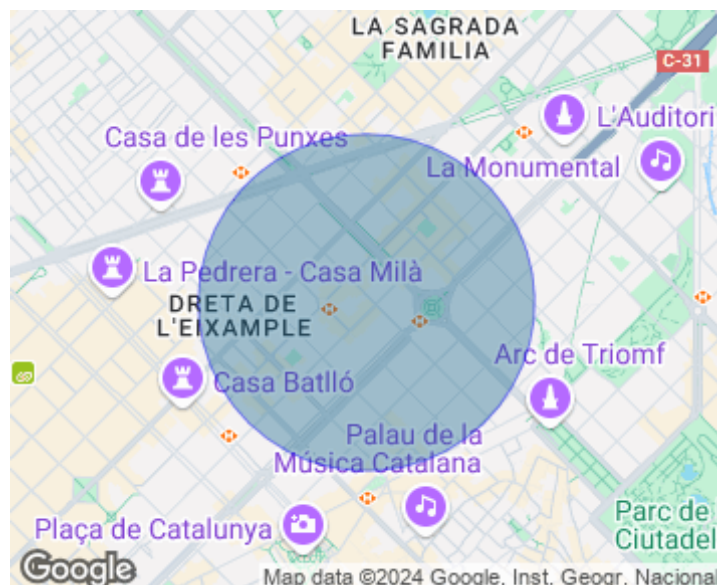 LA SAGRADA
FAMILIA
C-31
L'Auditori
Casa de les Punxes
La Monumental
La Pedrera - Casa Milà
DRETA DE
L'EIXAMPLE
Arc de Triomf
Casa Batlló
Palau de la
Música Catalana
Plaça de Catalunya
Parc de
Ciutadel
Google
Map data ©2024 Google, Inst. Geogr. Nacional